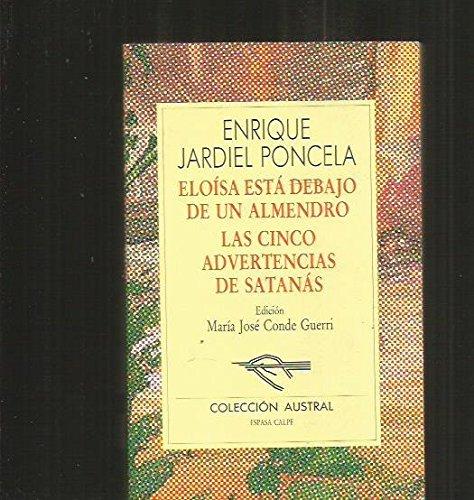 ENRIQUE
JARDIEL PONCELA
ELOÍSA ESTÁ DEBAJO
DE UN ALMENDRO
LAS CINCO
ADVERTENCIAS
DE SATANÁS
Edición
María José Conde Guerri
COLECCIÓN AUSTRAL
ESPASA CALPE